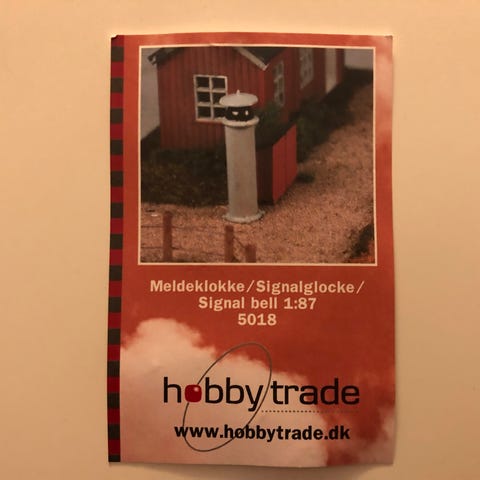 Meldeklokke/Signalglocke/
Signal bell 1:87
5018
hobbytrade
www.hobbytrade.dk